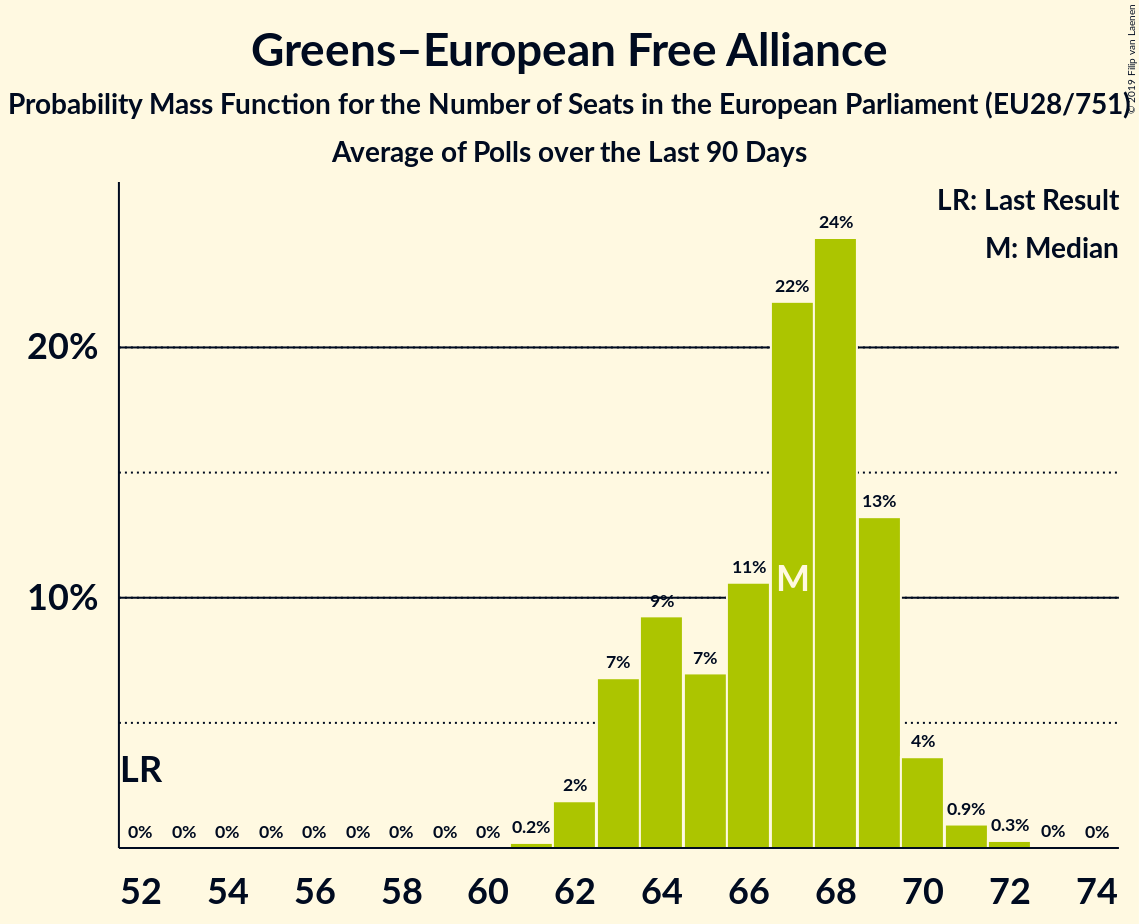 Greens–European Free Alliance
Probability Mass Function for the Number of Seats in the European Parliament (EU28/751)
Average of Polls over the Last 90 Days
© 2019 Filip van Laenen
LR: Last Result
M: Median
24%
22%
20%
13%
11%
M
10%
9%
7%
7%
4%
LR
2%
0.9%
0% 0% 0% 0% 0% 0% 0% 0% 0% 0.2% 0.3% 0% 0%
52 54 56 58 60 62 64 66 68 70 72 74